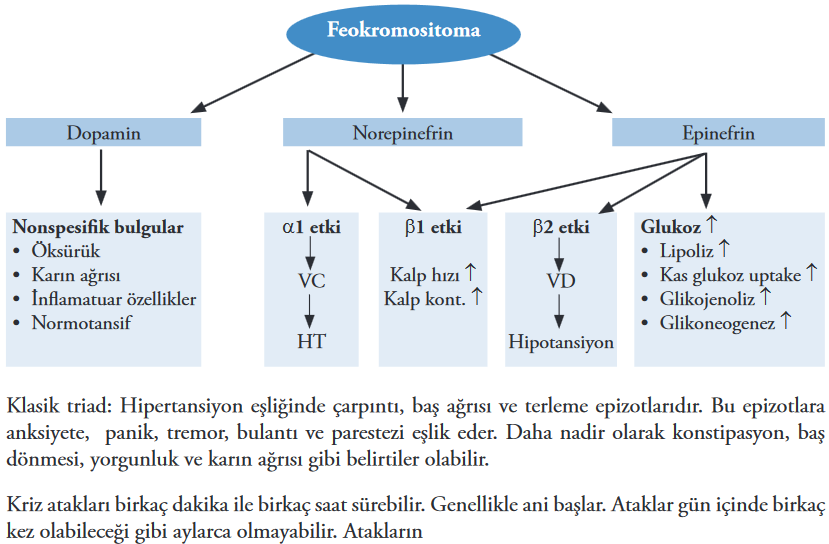 Feokromositoma
Dopamin
Norepinefrin
Epinefrin
Nonspesifik bulgular
• Öksürük
• Karın ağrısı
• İnflamatuar özellikler
• Normotansif
α1 etki
VC
HT
β1 etki
Kalp hızı ↑
Kalp kont. ↑
β2 etki
VD
Hipotansiyon
Glukoz ↑
• Lipoliz ↑
• Kas glukoz uptake ↑
• Glikojenoliz ↑
• Glikoneogenez ↑
Klasik triad: Hipertansiyon eşliğinde çarpıntı, baş ağrısı ve terleme epizotlarıdır. Bu epizotlara
anksiyete, panik, tremor, bulantı ve parestezi eşlik eder. Daha nadir olarak konstipasyon, baş
dönmesi, yorgunluk ve karın ağrısı gibi belirtiler olabilir.
Kriz atakları birkaç dakika ile birkaç saat sürebilir. Genellikle ani başlar. Ataklar gün içinde birkaç
kez olabileceği gibi aylarca olmayabilir. Atakların